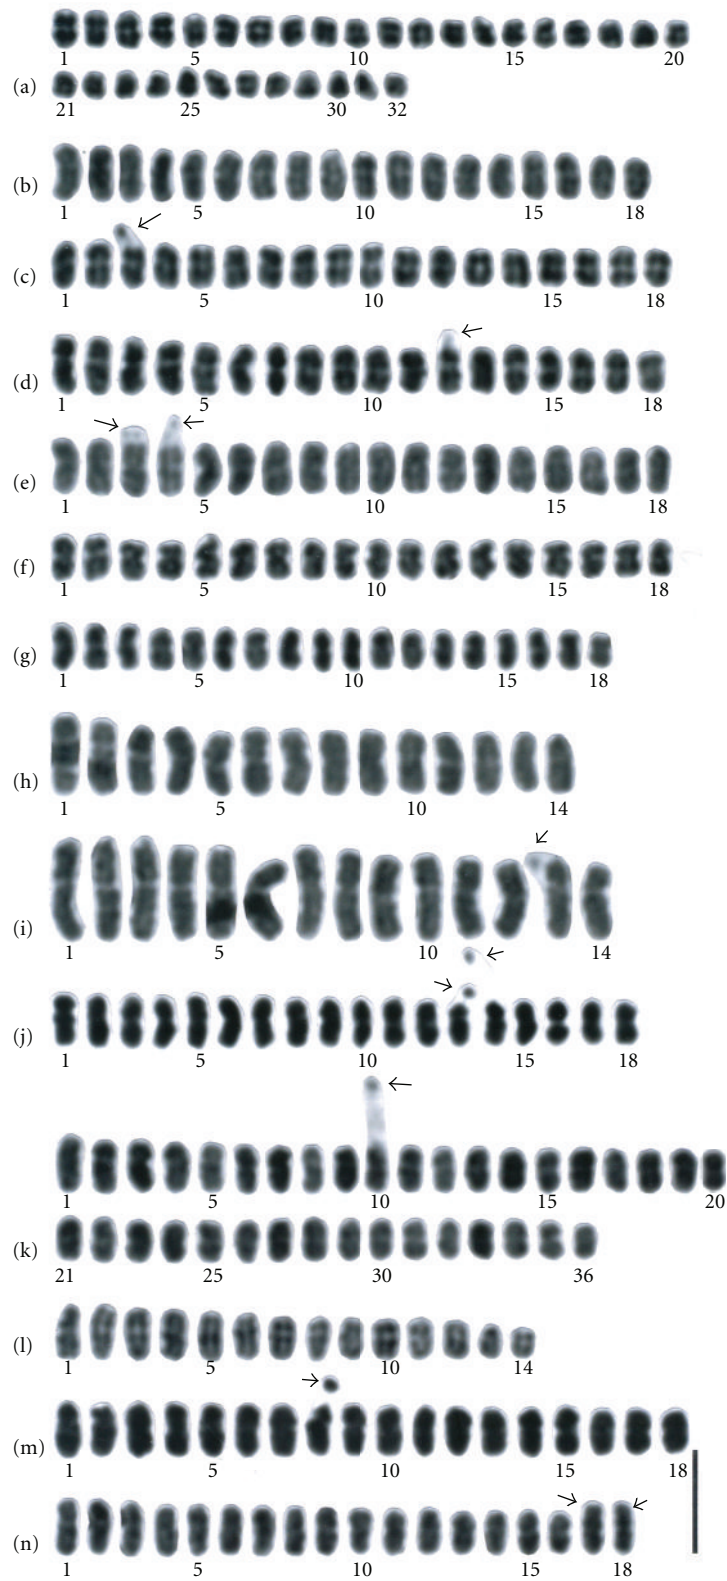 1 5 10 15 20
(a)
21 25 30 32
(b)
1 5 10 15 18
(c)
1 5 10 15 18
(d)
1 5 10 15 18
(e)
1 5 10 15 18
(f)
1 5 10 15 18
(g)
1 5 10 15 18
(h)
1 5 10 14
(i)
1 5 10 14
(j)
1 5 10 15 18
1 5 10 15 20
(k)
21 25 30 36
(l)
1 5 10 14
(m)
1 5 10 15 18
(n)
1 5 10 15 18